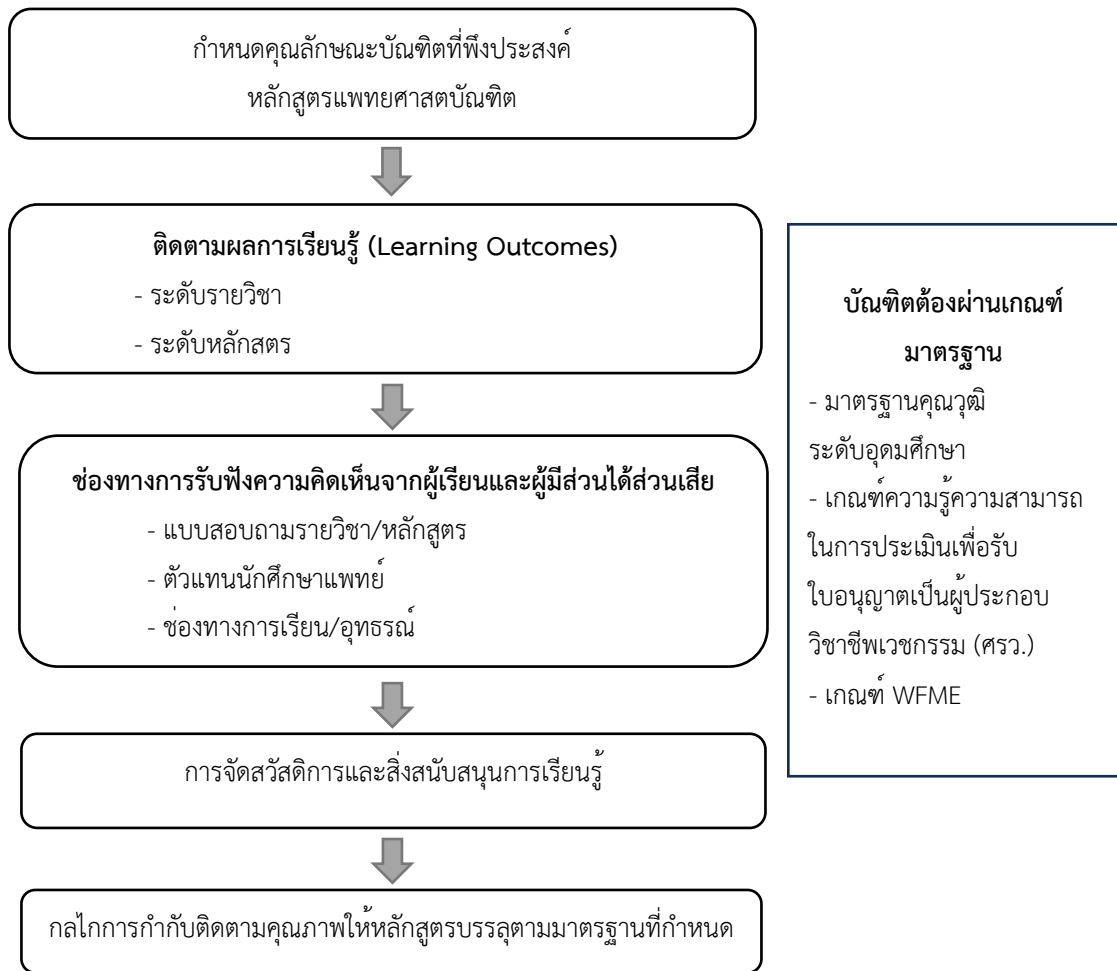 กำหนดคุณลักษณะบัณฑิตที่พึงประสงค์
หลักสูตรแพทยศาสตบัณฑิต
ติดตามผลการเรียนรู้ (Learning Outcomes)
- ระดับรายวิชา
- ระดับหลักสตร
ช่องทางการรับฟังความคิดเห็นจากผู้เรียนและผู้มีส่วนได้ส่วนเสีย
- แบบสอบถามรายวิชา/หลักสูตร
- ตัวแทนนักศึกษาแพทย์
- ช่องทางการเรียน/อุทธรณ์
การจัดสวัสดิการและสิ่งสนับสนุนการเรียนรู้
กลไกการกำกับติดตามคุณภาพให้หลักสูตรบรรลุตามมาตรฐานที่กำหนด
บัณฑิตต้องผ่านเกณฑ์
มาตรฐาน
- มาตรฐานคุณวุฒิ
ระดับอุดมศึกษา
- เกณฑ์ความรู้ความสามารถ
ในการประเมินเพื่อรับ
ใบอนุญาตเป็นผู้ประกอบ
วิชาชีพเวชกรรม (ศรว.)
- เกณฑ์ WFME